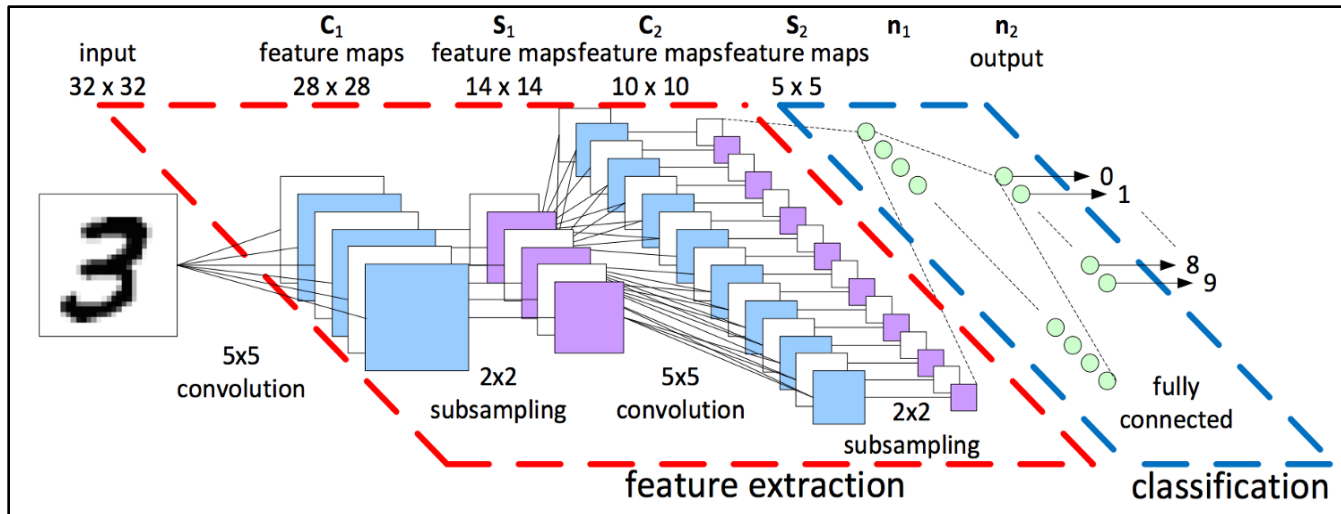 C1
S1
C2
S2
n1
n2
input
feature maps
feature maps
feature maps
feature maps
output
32 x 32
28 x 28
14 x 14
10 x 10
5 x 5
3
0
1
8
9
5x5
convolution
2x2
subsampling
5x5
convolution
2x2
subsampling
fully
connected
feature extraction
classification